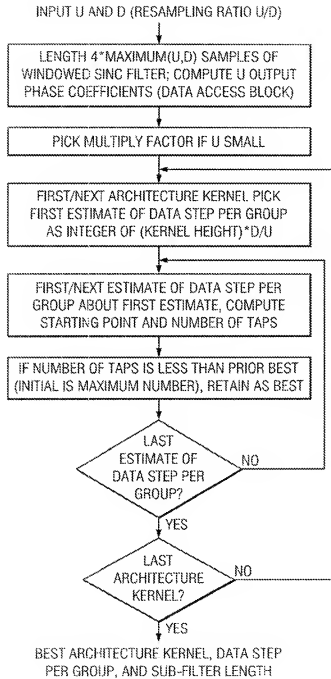 INPUT U AND D (RESAMPLING RATIO U/D)
LENGTH 4*MAXIMUM(U,D) SAMPLES OF
WINDOWED SINC FILTER; COMPUTE U OUTPUT
PHASE COEFFICIENTS (DATA ACCESS BLOCK)
PICK MULTIPLY FACTOR IF U SMALL
FIRST/NEXT ARCHITECTURE KERNEL PICK
FIRST ESTIMATE OF DATA STEP PER GROUP
AS INTEGER OF (KERNEL HEIGHT)*D/U
FIRST/NEXT ESTIMATE OF DATA STEP PER
GROUP ABOUT FIRST ESTIMATE, COMPUTE
STARTING POINT AND NUMBER OF TAPS
IF NUMBER OF TAPS IS LESS THAN PRIOR BEST
(INITIAL IS MAXIMUM NUMBER), RETAIN AS BEST
LAST
ESTIMATE OF
DATA STEP PER
GROUP?
NO
YES
LAST
ARCHITECTURE
KERNEL?
NO
YES
BEST ARCHITECTURE KERNEL, DATA STEP
PER GROUP, AND SUB-FILTER LENGTH